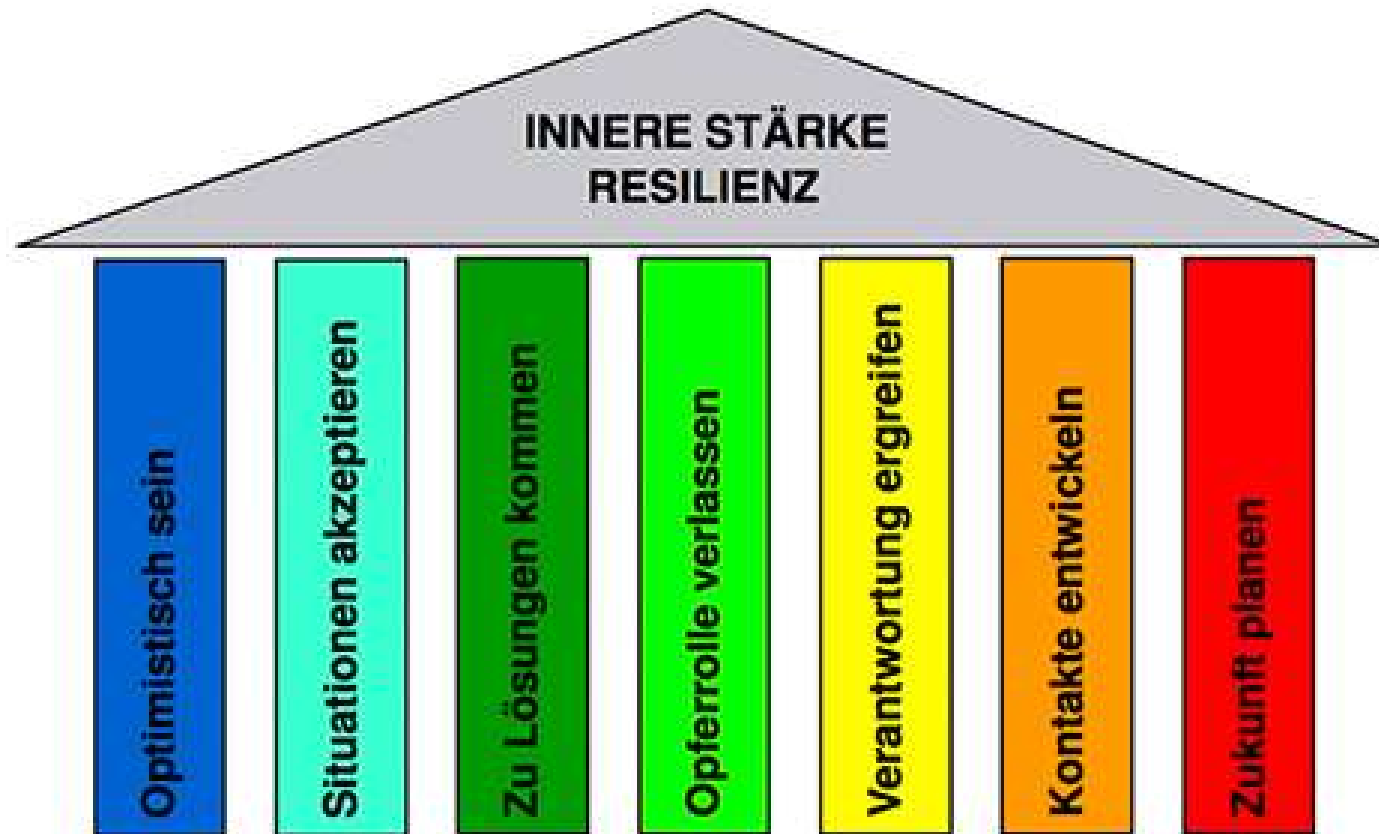 INNERE STÄRKE
RESILIENZ
Optimistisch sein
Situationen akzeptieren
Zu Lösungen kommen
Opferrolle verlassen
Verantwortung ergreifen
Kontakte entwickeln
Zukunft planen